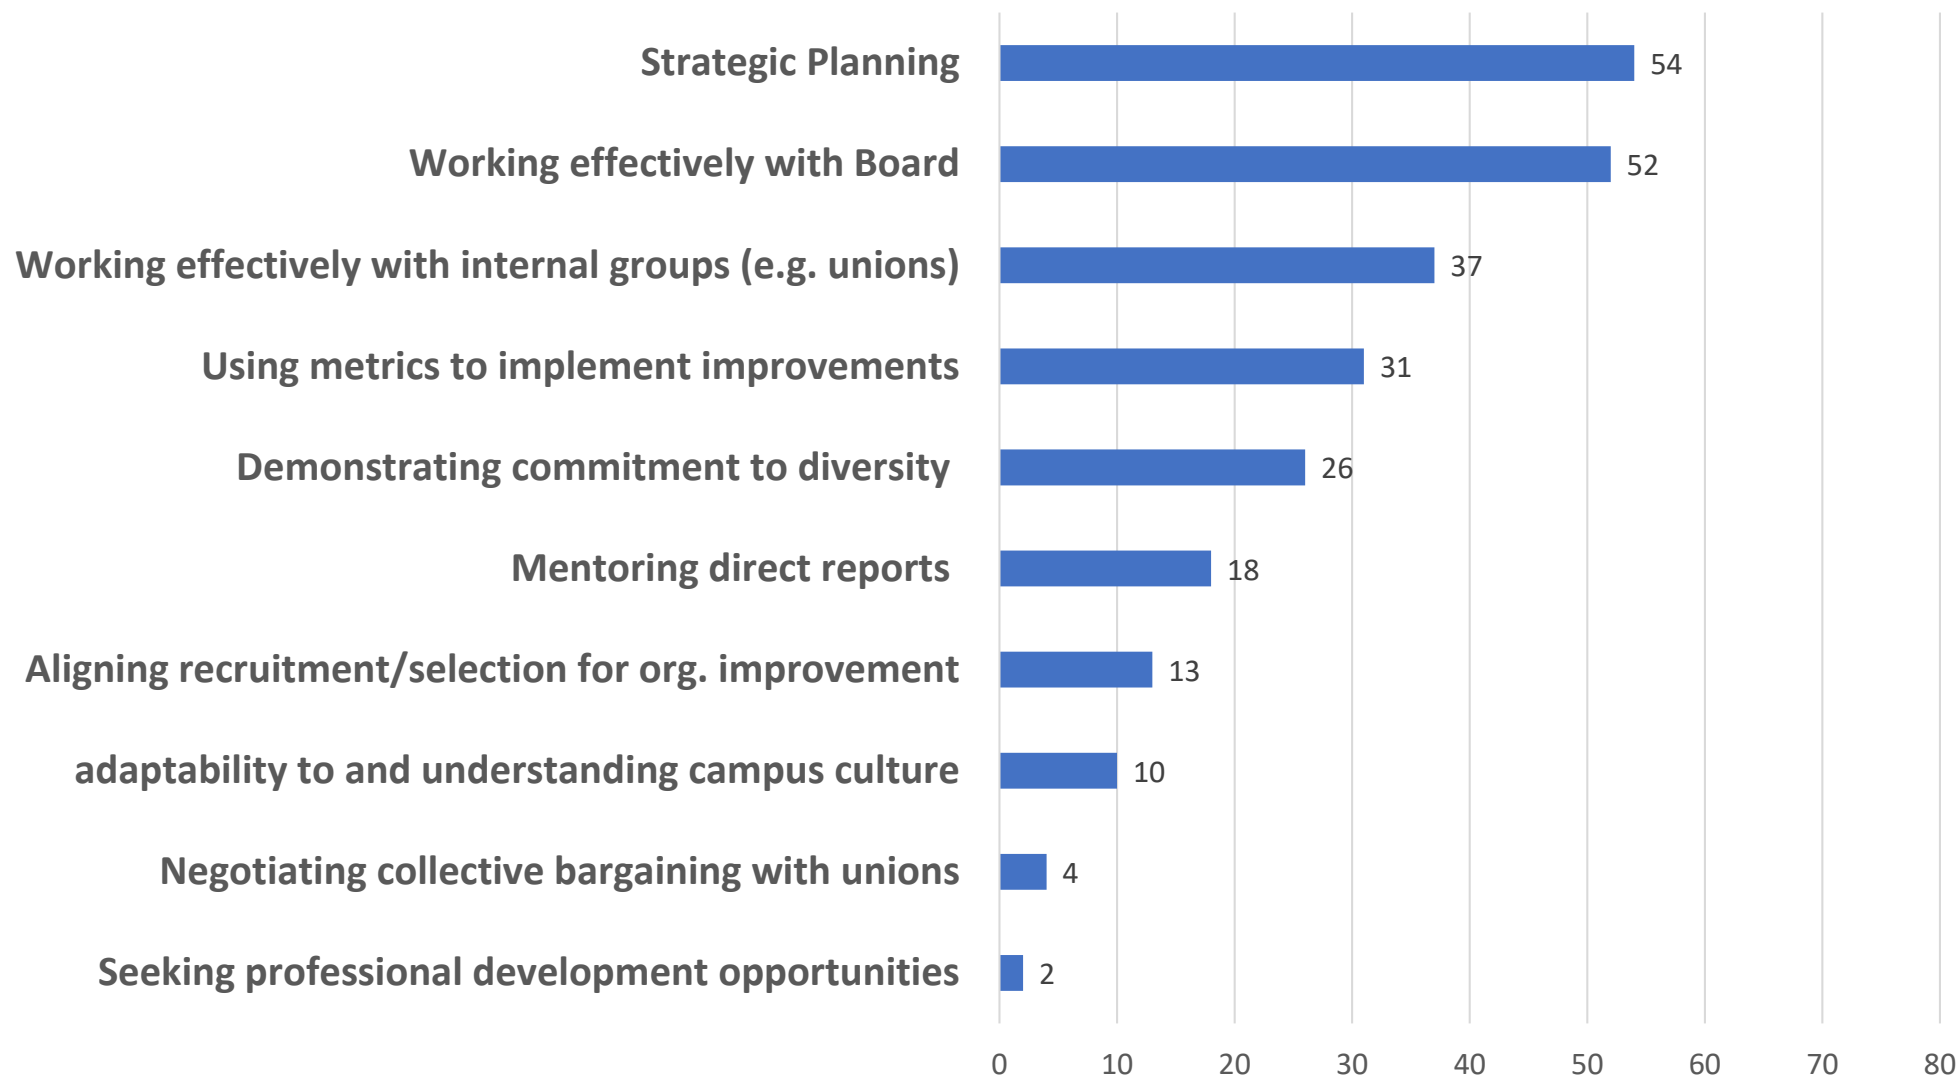 Strategic Planning 54
Working effectively with Board 52
Working effectively with internal groups (e.g. unions) 37
Using metrics to implement improvements 31
Demonstrating commitment to diversity 26
Mentoring direct reports 18
Aligning recruitment/selection for org. improvement 13
adaptability to and understanding campus culture 10
Negotiating collective bargaining with unions 4
Seeking professional development opportunities 2
0 10 20 30 40 50 60 70 80